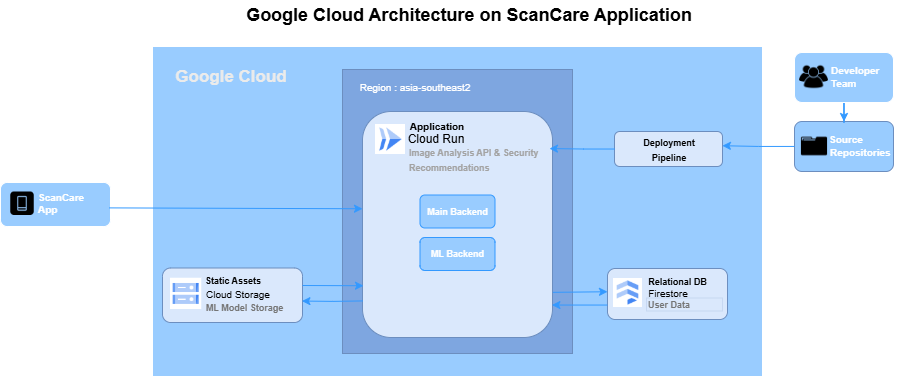 Google Cloud Architecture on ScanCare Application
Google Cloud
Region : asia-southeast2
Application
Cloud Run
Image Analysis API & Security
Recommendations
Main Backend
ML Backend
ScanCare
App
Static Assets
Cloud Storage
ML Model Storage
Deployment
Pipeline
Developer
Team
Source
Repositories
Relational DB
Firestore
User Data